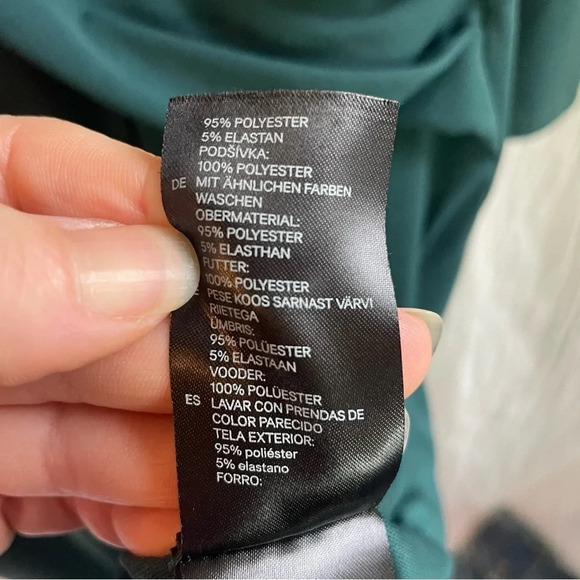 95% POLYESTER
5% ELASTAN
PODŠÍVKA:
100% POLYESTER
DE MIT ÄHNLICHEN FARBEN
WASCHEN
OBERMATERIAL:
95% POLYESTER
5% ELASTHAN
FUTTER:
100% POLYESTER
PESE KOOS SARNAST VÄRVI
RIIETEGA
ÜMBRIS:
95% POLÜESTER
5% ELASTAAN
VOODER:
100% POLÜESTER
ES LAVAR CON PRENDAS DE
COLOR PARECIDO
TELA EXTERIOR:
95% poliéster
5% elastano
FORRO: